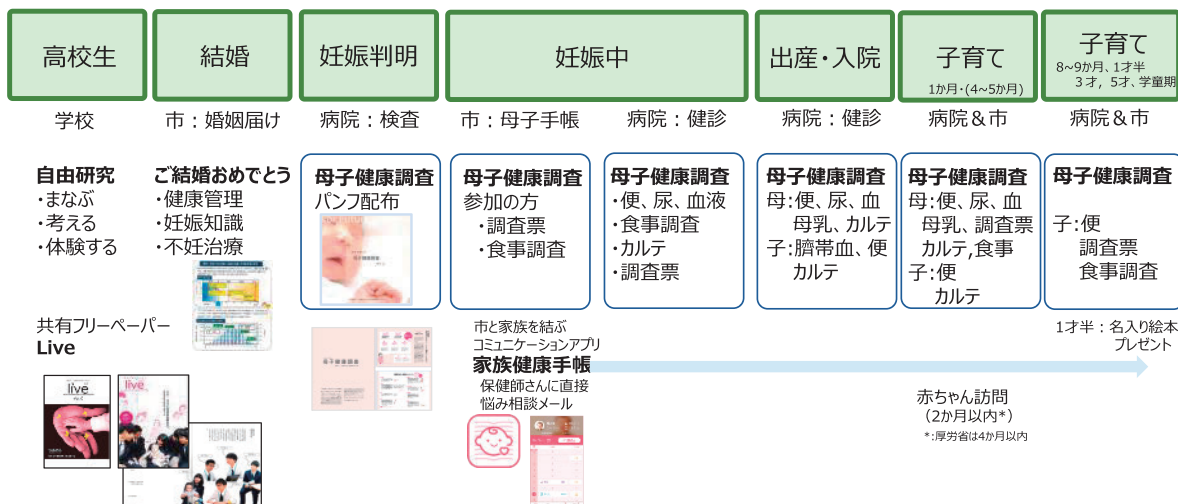 高校生
結婚
妊娠判明
妊娠中
出産・入院
子育て
1か月・(4~5か月)
子育て
8~9か月、1才半
3才，5才、学童期
学校
市：婚姻届け
病院：検査
市：母子手帳
病院：健診
病院：健診
病院＆市
病院＆市
自由研究
・まなぶ
・考える
・体験する
ご結婚おめでとう
・健康管理
・妊娠知識
・不妊治療
母子健康調査
パンフ配布
母子健康調査
母子健康調査
参加の方
・調査票
・食事調査
母子健康調査
・便、尿、血液
・食事調査
・カルテ
・調査票
母子健康調査
母:便、尿、血
母乳、カルテ
子:臍帯血、便
カルテ
母子健康調査
母:便、尿、血
母乳、調査票
カルテ,食事
子:便
カルテ
母子健康調査
子:便
調査票
食事調査
共有フリーペーパー
Live
live
live
母子健康調査
市と家族を結ぶ
コミュニケーションアプリ
家族健康手帳
保健師さんに直接
悩み相談メール
1才半：名入り絵本
プレゼント
赤ちゃん訪問
（2か月以内*）
*:厚労省は4か月以内